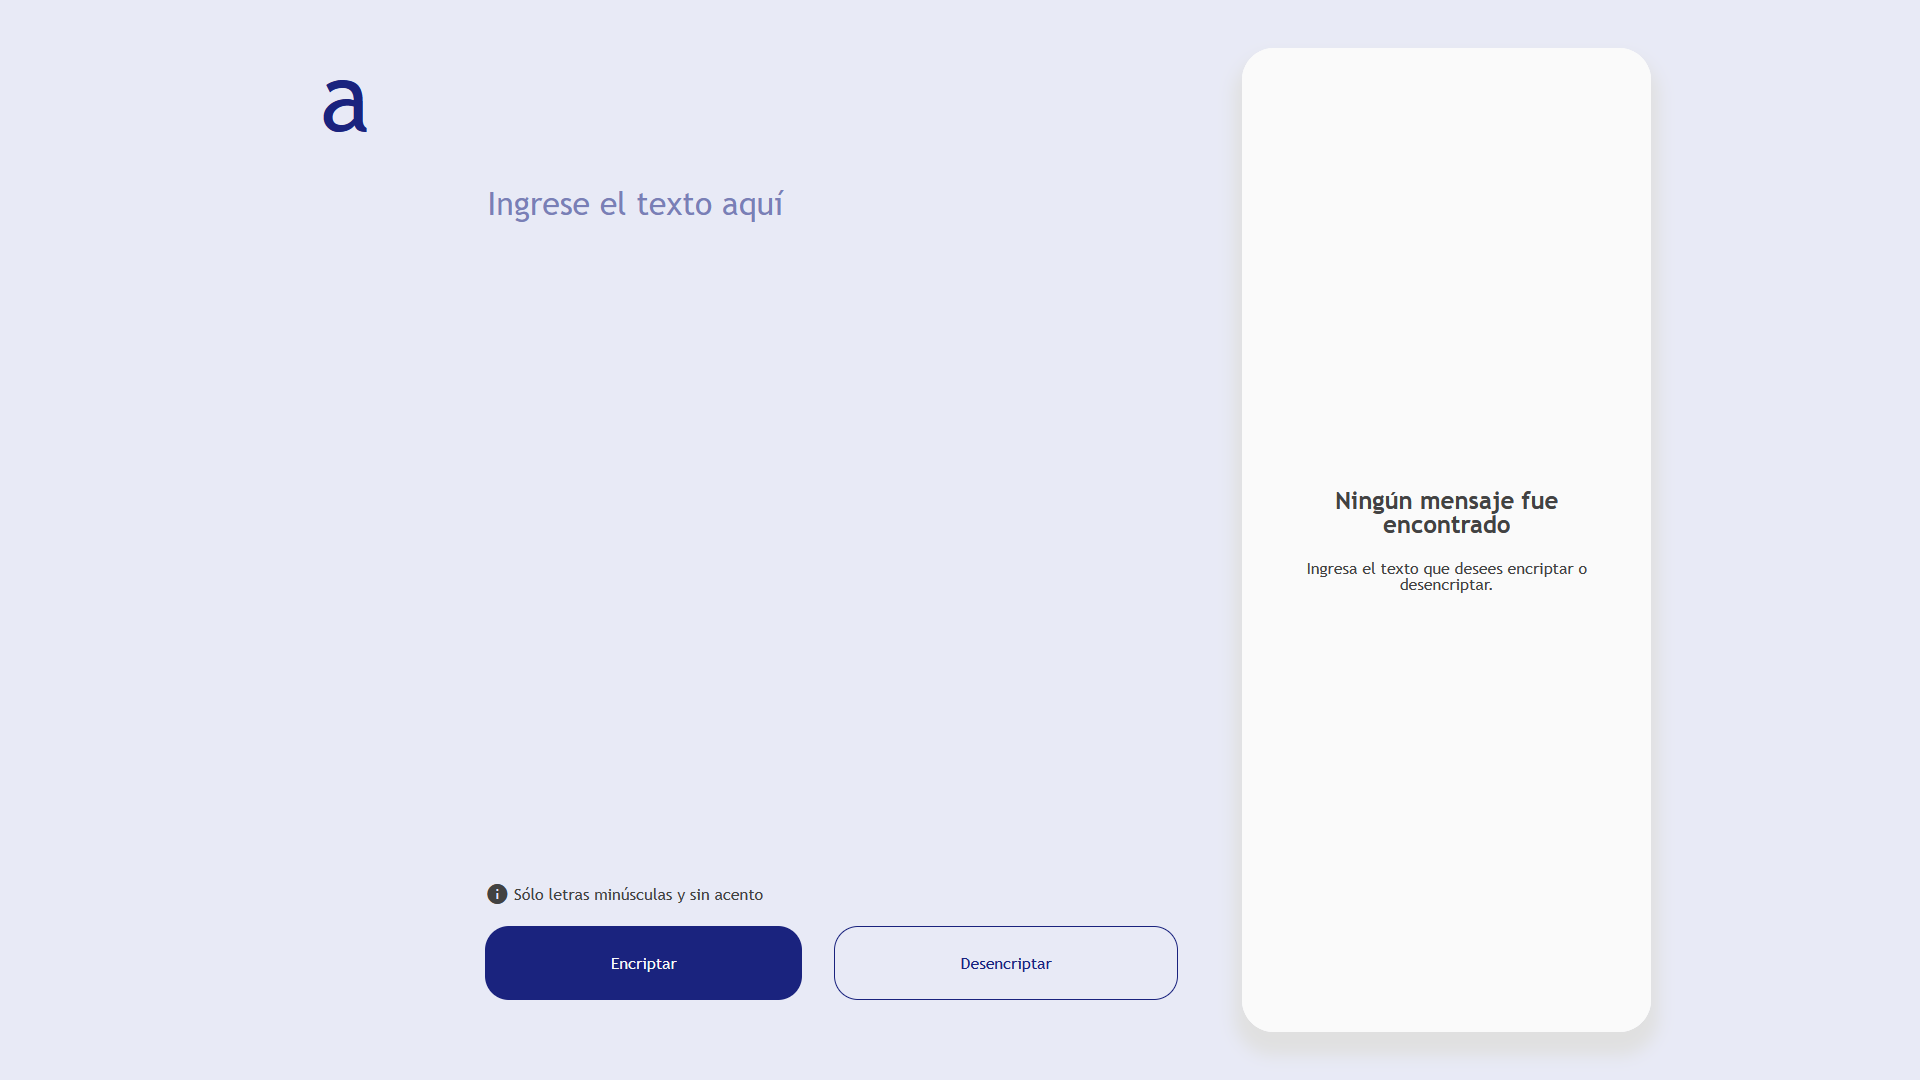 a
Ingrese el texto aquí
Sólo letras minúsculas y sin acento
Encriptar
Desencriptar
Ningún mensaje fue
encontrado
Ingresa el texto que desees encriptar o
desencriptar.